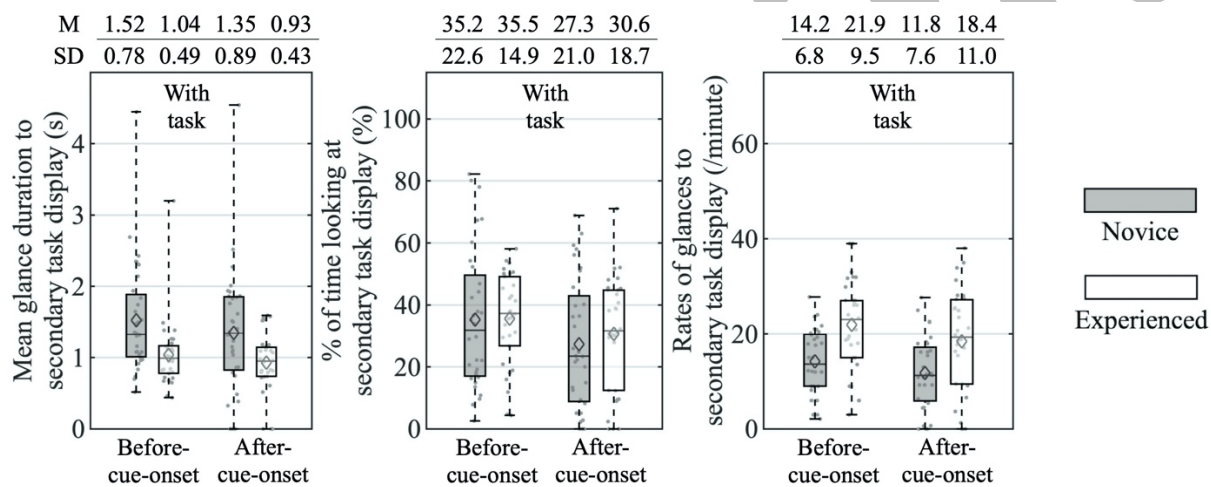 M 1.52 1.04 1.35 0.93 35.2 35.5 27.3 30.6 14.2 21.9 11.8 18.4
SD 0.78 0.49 0.89 0.43 22.6 14.9 21.0 18.7 6.8 9.5 7.6 11.0
Mean glance duration to
secondary task display (s)
With
task
4
3
2
1
0
Before-
cue-onset
After-
cue-onset
% of time looking at
secondary task display (%)
With
task
100
80
60
40
20
0
Before-
cue-onset
After-
cue-onset
Rates of glances to
secondary task display (/minute)
With
task
60
40
20
0
Before-
cue-onset
After-
cue-onset
Novice
Experienced